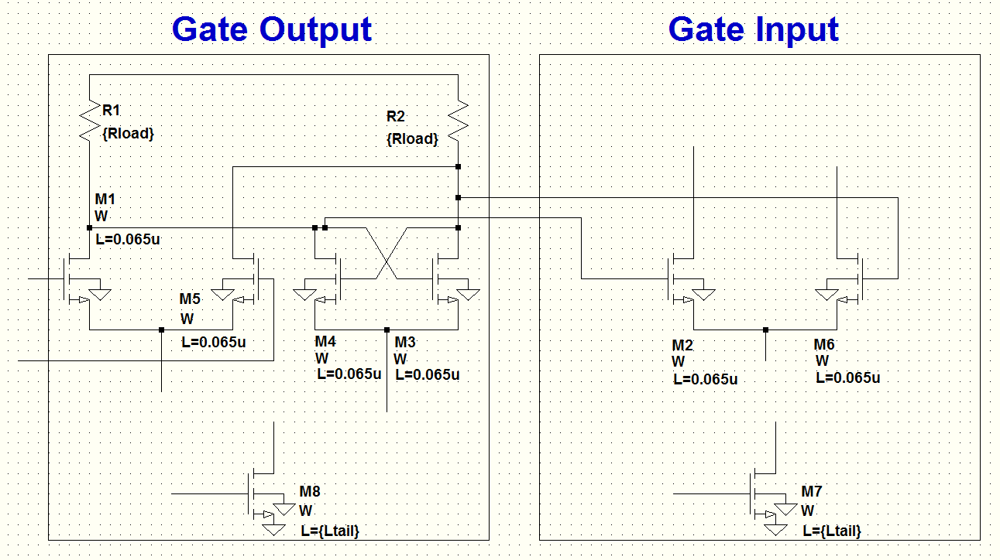 Gate Output
Gate Input
R1
{Rload}
R2
{Rload}
M1
W
L=0.065u
M5
W
L=0.065u
M4
W
L=0.065u
M3
W
L=0.065u
M2
W
L=0.065u
M6
W
L=0.065u
M8
W
L={Ltail}
M7
W
L={Ltail}